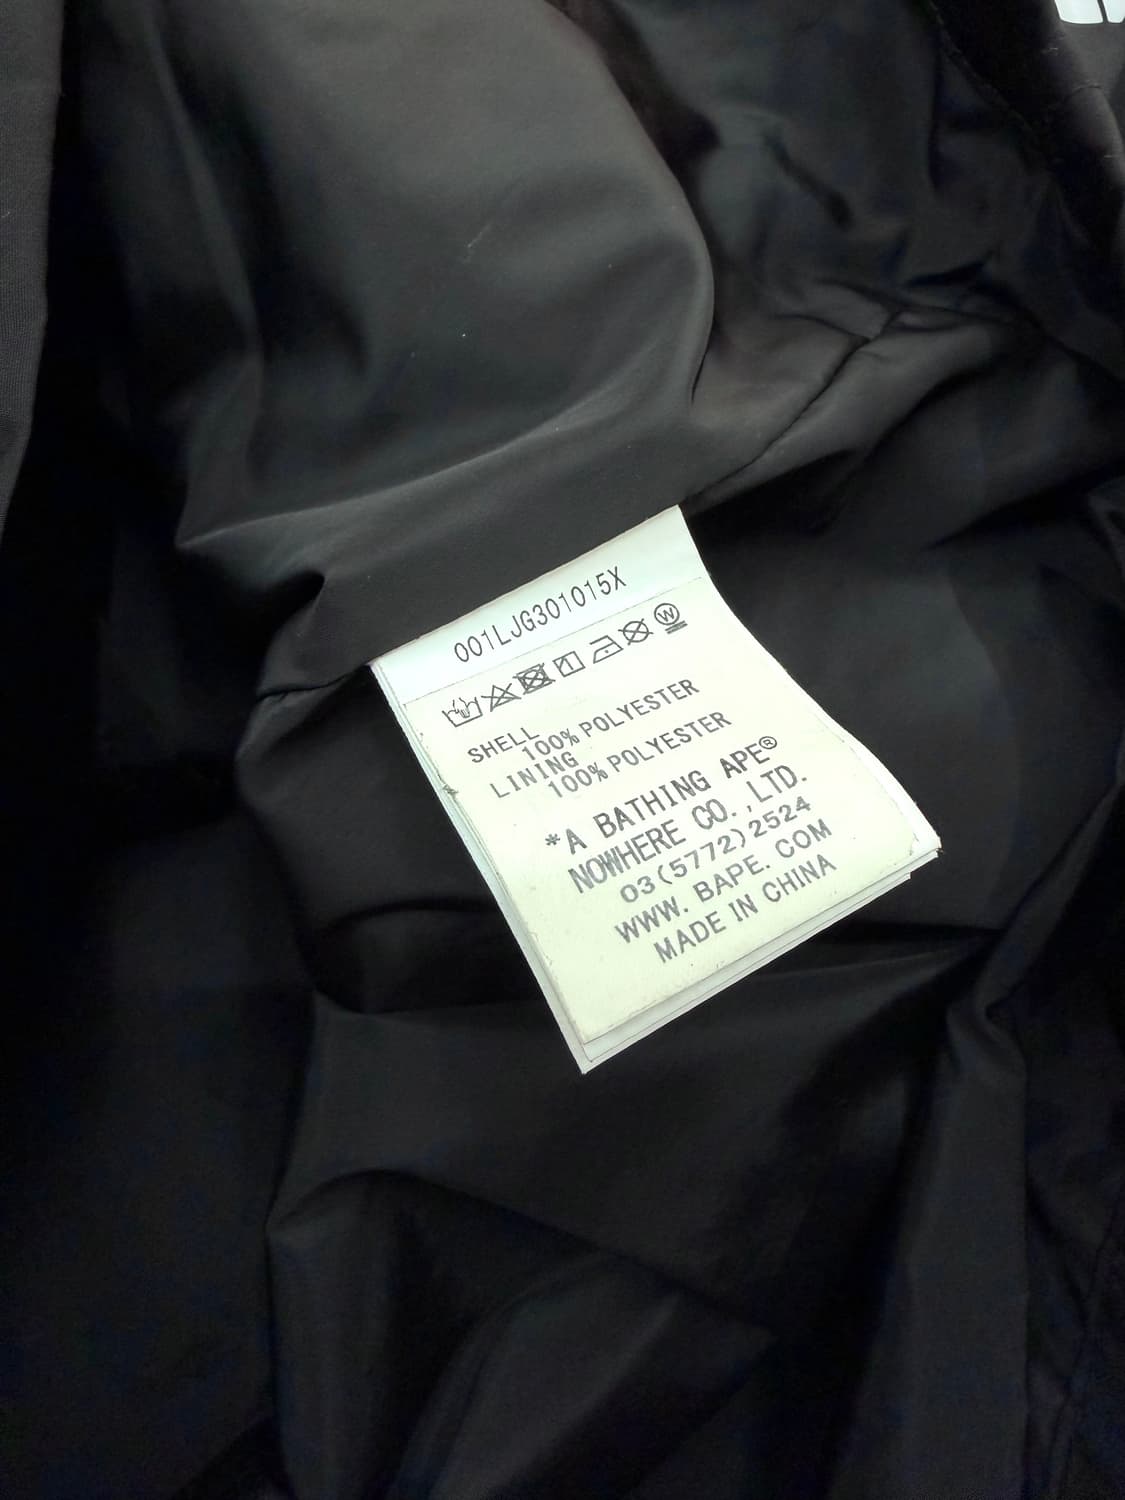 001LJG301015X
SHELL
100% POLYESTER
LINING
100% POLYESTER
*A BATHING APE®
NOWHERE CO.,LTD.
03(5772)2524
WWW.BAPE.COM
MADE IN CHINA